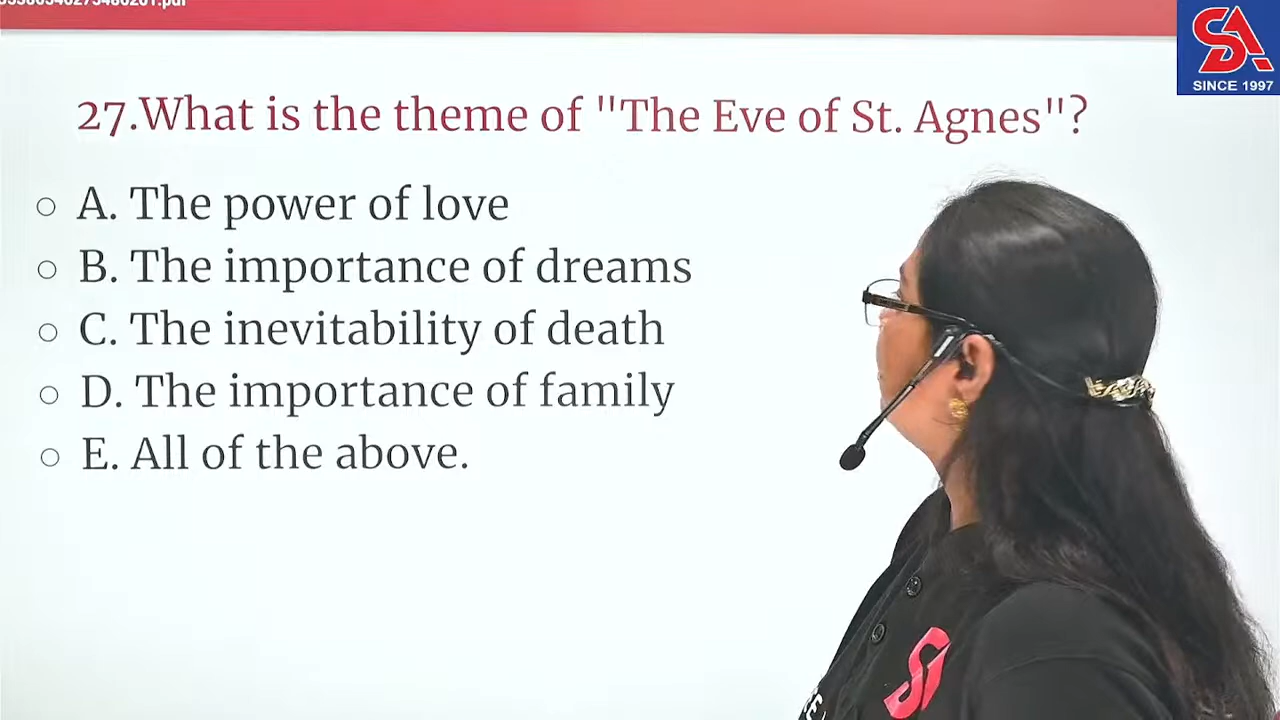 SINCE 1997
27.What is the theme of "The Eve of St. Agnes"?
A. The power of love
B. The importance of dreams
C. The inevitability of death
D. The importance of family
E. All of the above.